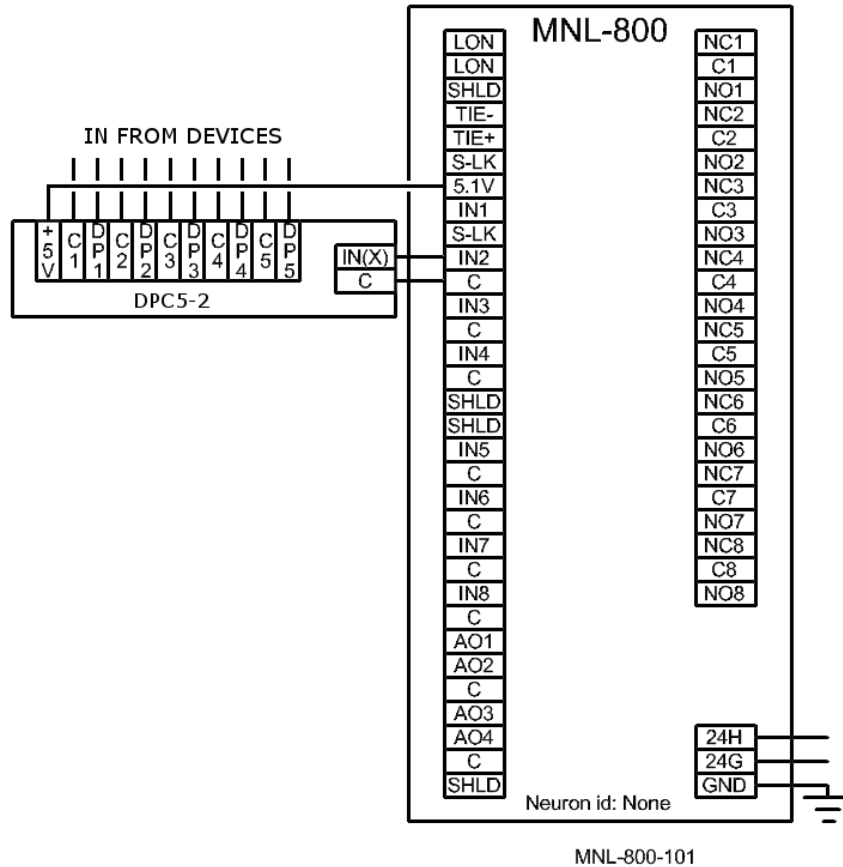 MNL-800
LON
LON
SHLD
TIE-
TIE+
S-LK
5.1V
IN1
S-LK
IN2
C
IN3
C
IN4
C
SHLD
SHLD
IN5
C
IN6
C
IN7
C
IN8
C
AO1
AO2
C
AO3
AO4
C
SHLD
NC1
C1
NO1
NC2
C2
NO2
NC3
C3
NO3
NC4
C4
NO4
NC5
C5
NO5
NC6
C6
NO6
NC7
C7
NO7
NC8
C8
NO8
24H
24G
GND
IN FROM DEVICES
+5V
C1
DP1
C2
DP2
C3
DP3
C4
DP4
C5
DP5
IN(X)
C
DPC5-2
Neuron id: None
MNL-800-101